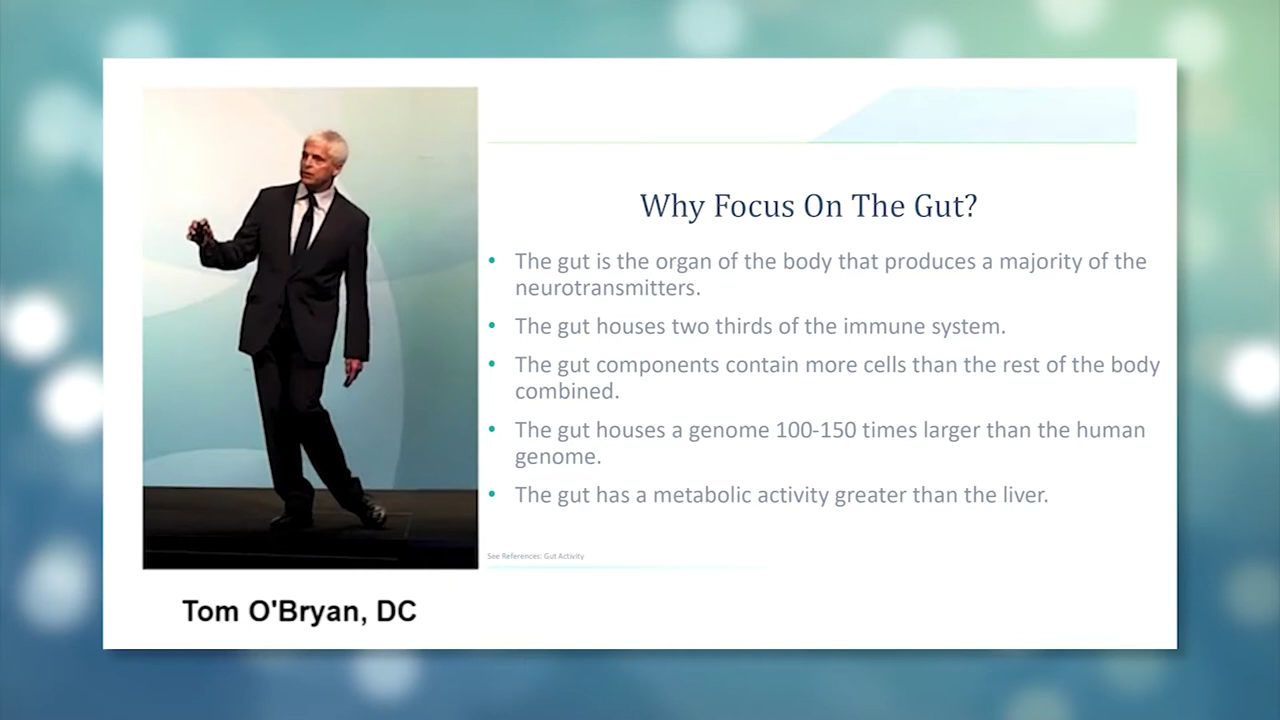 Why Focus On The Gut?
• The gut is the organ of the body that produces a majority of the
neurotransmitters.
• The gut houses two thirds of the immune system.
• The gut components contain more cells than the rest of the body
combined.
• The gut houses a genome 100-150 times larger than the human
genome.
• The gut has a metabolic activity greater than the liver.
See References: Gut Activity
Tom O'Bryan, DC